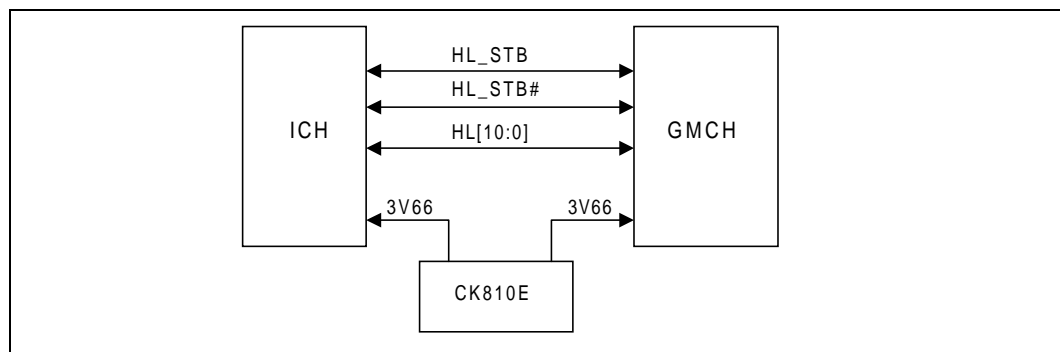 HL_STB
HL_STB#
ICH
HL[10:0]
GMCH
3V66
3V66
CK810E